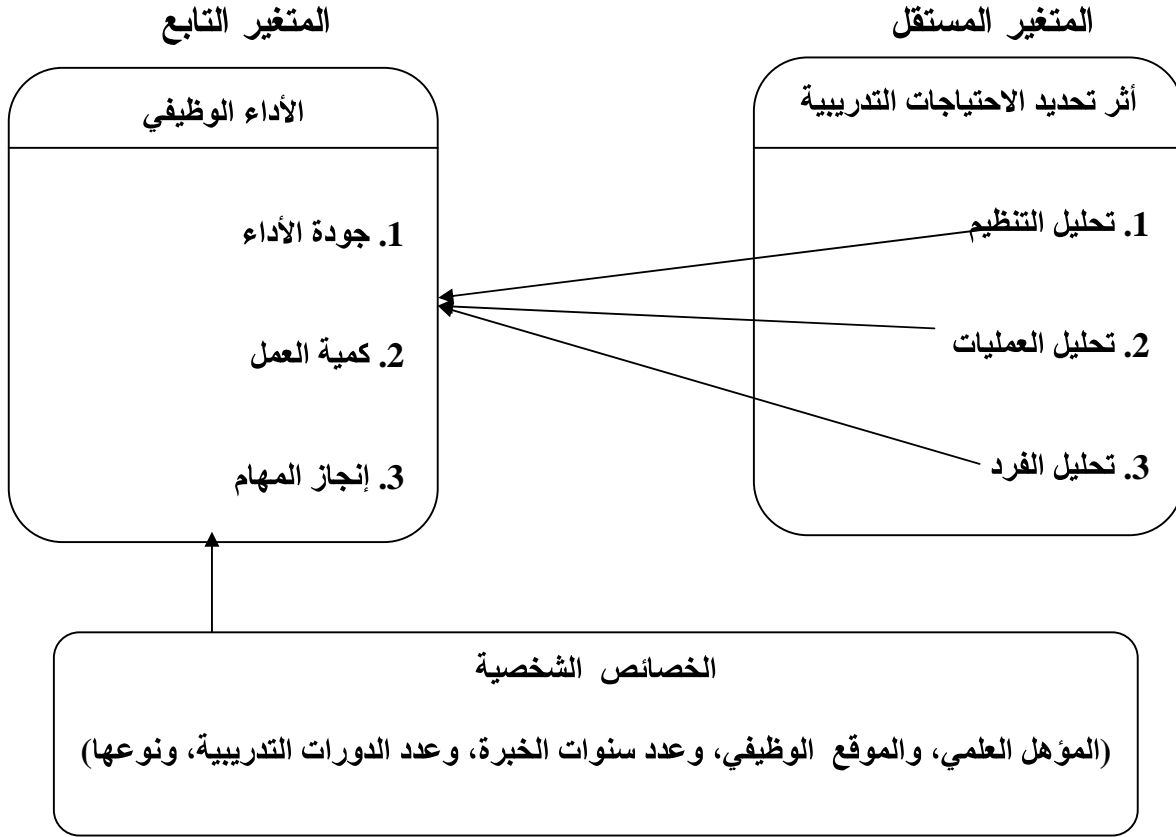 المتغير المستقل
المتغير التابع
أثر تحديد الاحتياجات التدريبية
1. تحليل التنظيم
2. تحليل العمليات
3. تحليل الفرد
الأداء الوظيفي
1. جودة الأداء
2. كمية العمل
3. إنجاز المهام
الخصائص الشخصية
(المؤهل العلمي، والموقع الوظيفي، وعدد سنوات الخبرة، وعدد الدورات التدريبية، ونوعها)